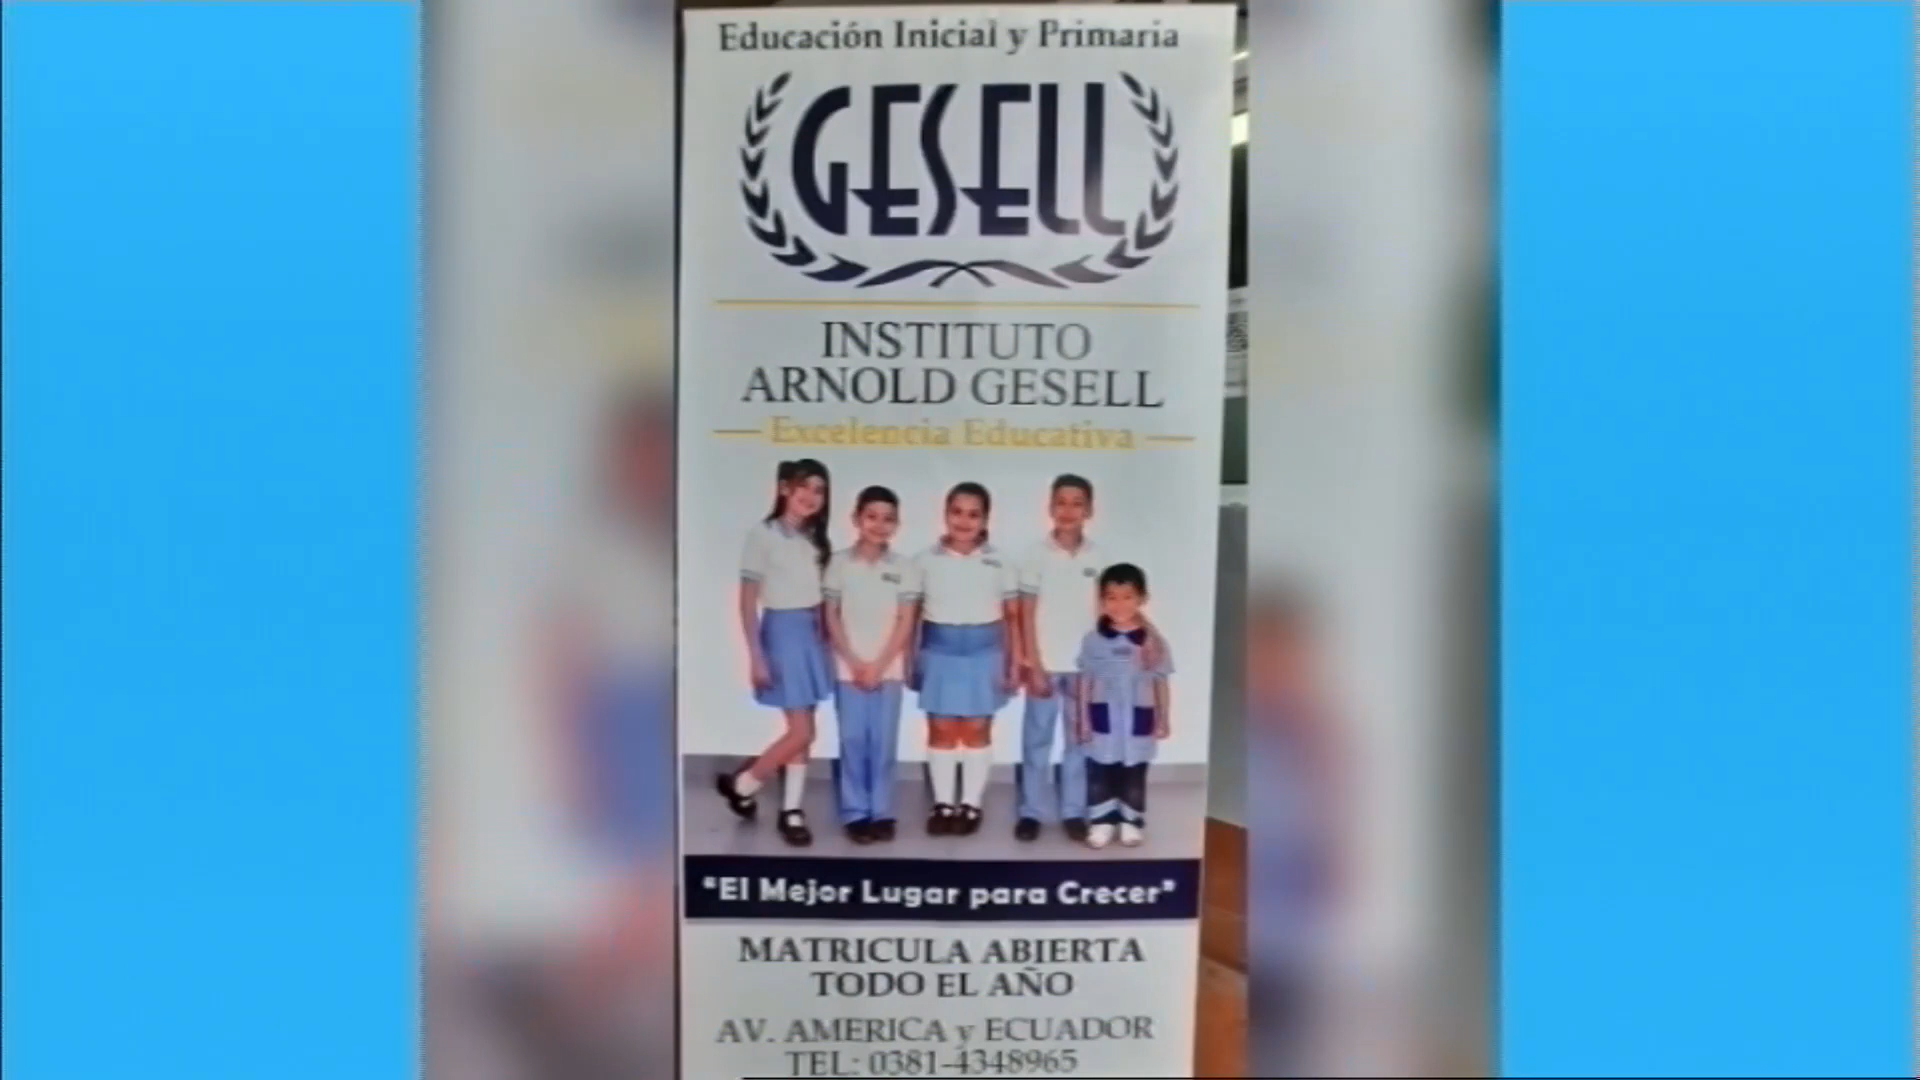 Educación Inicial y Primaria
GESELL
INSTITUTO
ARNOLD GESELL
Excelencia Educativa
"El Mejor Lugar para Crecer"
MATRICULA ABIERTA
TODO EL AÑO
AV. AMERICA y ECUADOR
TEL: 0381-4348965